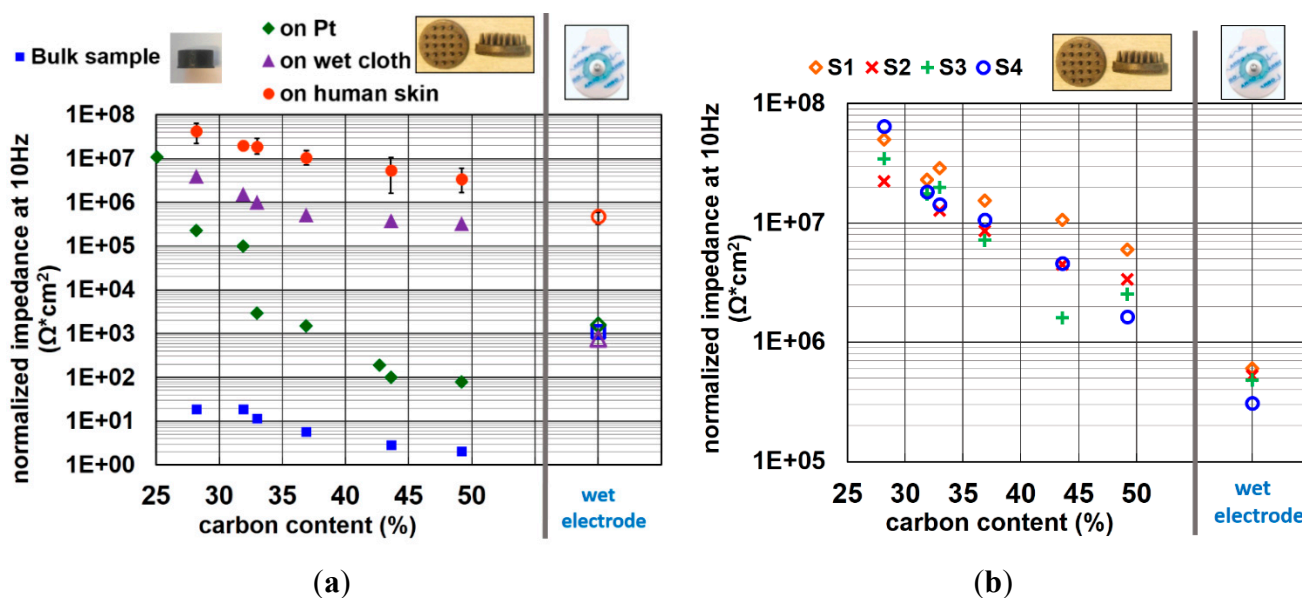 Bulk sample
on Pt
on wet cloth
on human skin
normalized impedance at 10Hz
(Ω*cm²)
1E+08
1E+07
1E+06
1E+05
1E+04
1E+03
1E+02
1E+01
1E+00
25 30 35 40 45 50
carbon content (%)
wet
electrode
(a)
S1 S2 S3 S4
normalized impedance at 10Hz
(Ω*cm²)
1E+08
1E+07
1E+06
1E+05
25 30 35 40 45 50
carbon content (%)
wet
electrode
(b)